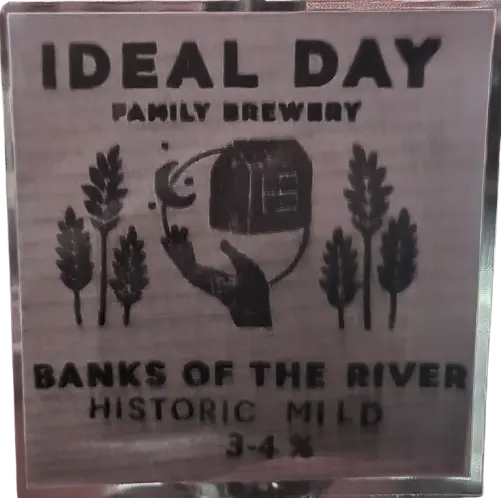 IDEAL DAY
FAMILY BREWERY
BANKS OF THE RIVER
HISTORIC MILD
3-4 %